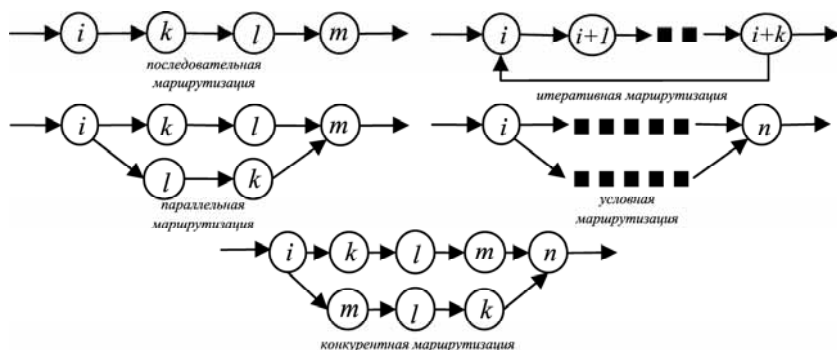 i k l m
последовательная
маршрутизация
i i+1 i+k
итеративная маршрутизация
i k l m
l k
параллельная
маршрутизация
i n
условная
маршрутизация
i k l m n
m l k
конкурентная маршрутизация